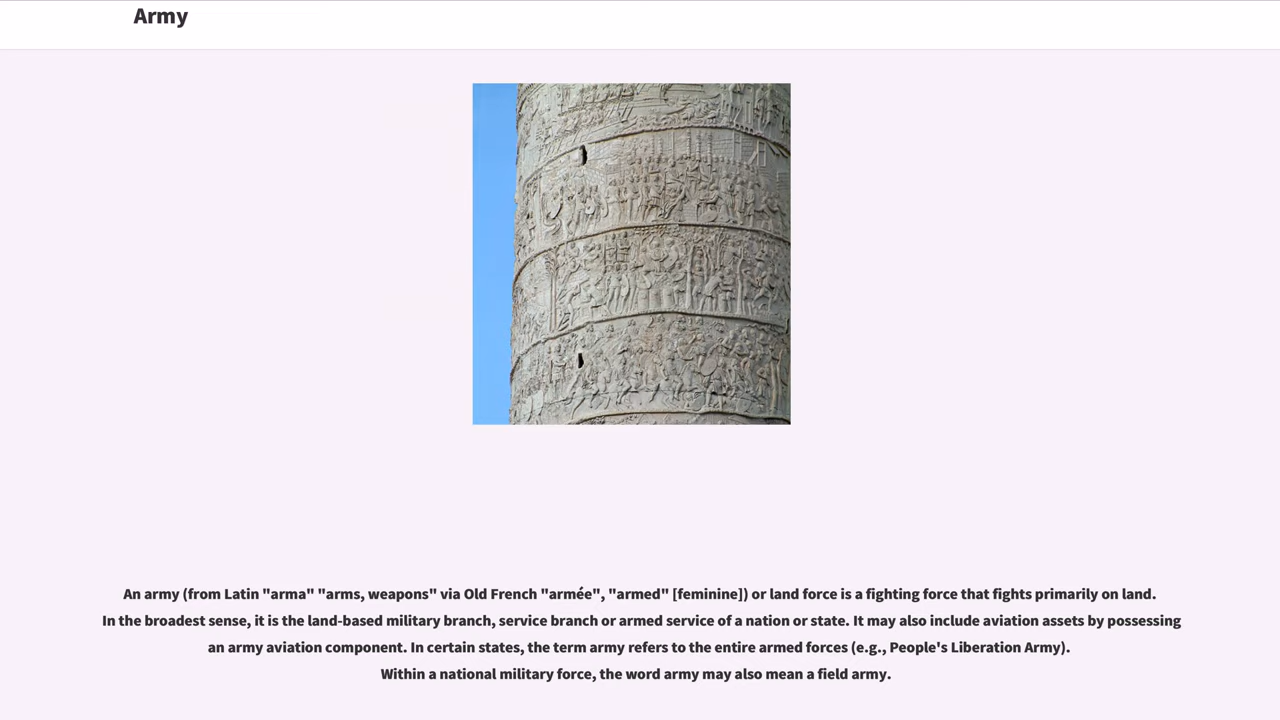 Army
An army (from Latin "arma" "arms, weapons" via Old French "armée", "armed" [feminine]) or land force is a fighting force that fights primarily on land.
In the broadest sense, it is the land-based military branch, service branch or armed service of a nation or state. It may also include aviation assets by possessing
an army aviation component. In certain states, the term army refers to the entire armed forces (e.g., People's Liberation Army).
Within a national military force, the word army may also mean a field army.